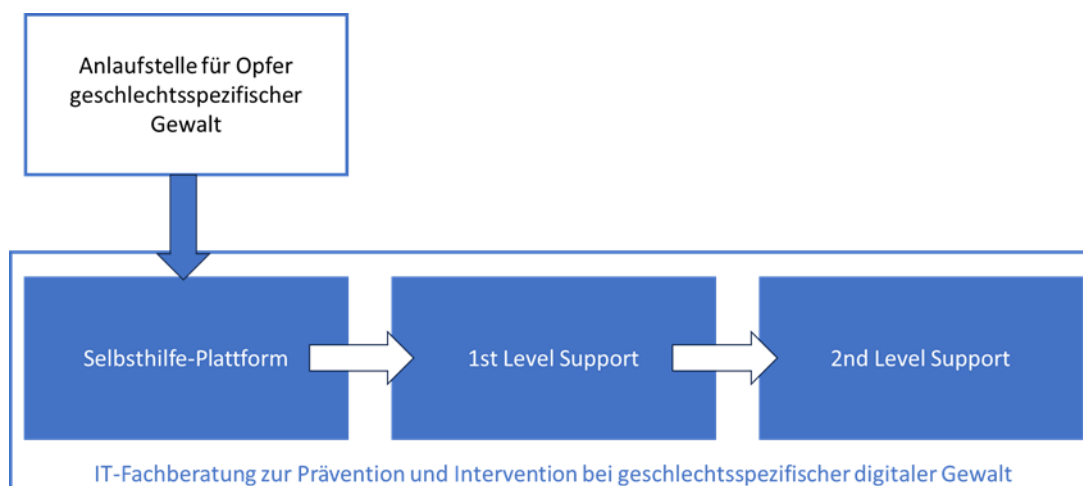 Anlaufstelle für Opfer
geschlechtsspezifischer
Gewalt
Selbsthilfe-Plattform
1st Level Support
2nd Level Support
IT-Fachberatung zur Prävention und Intervention bei geschlechtsspezifischer digitaler Gewalt